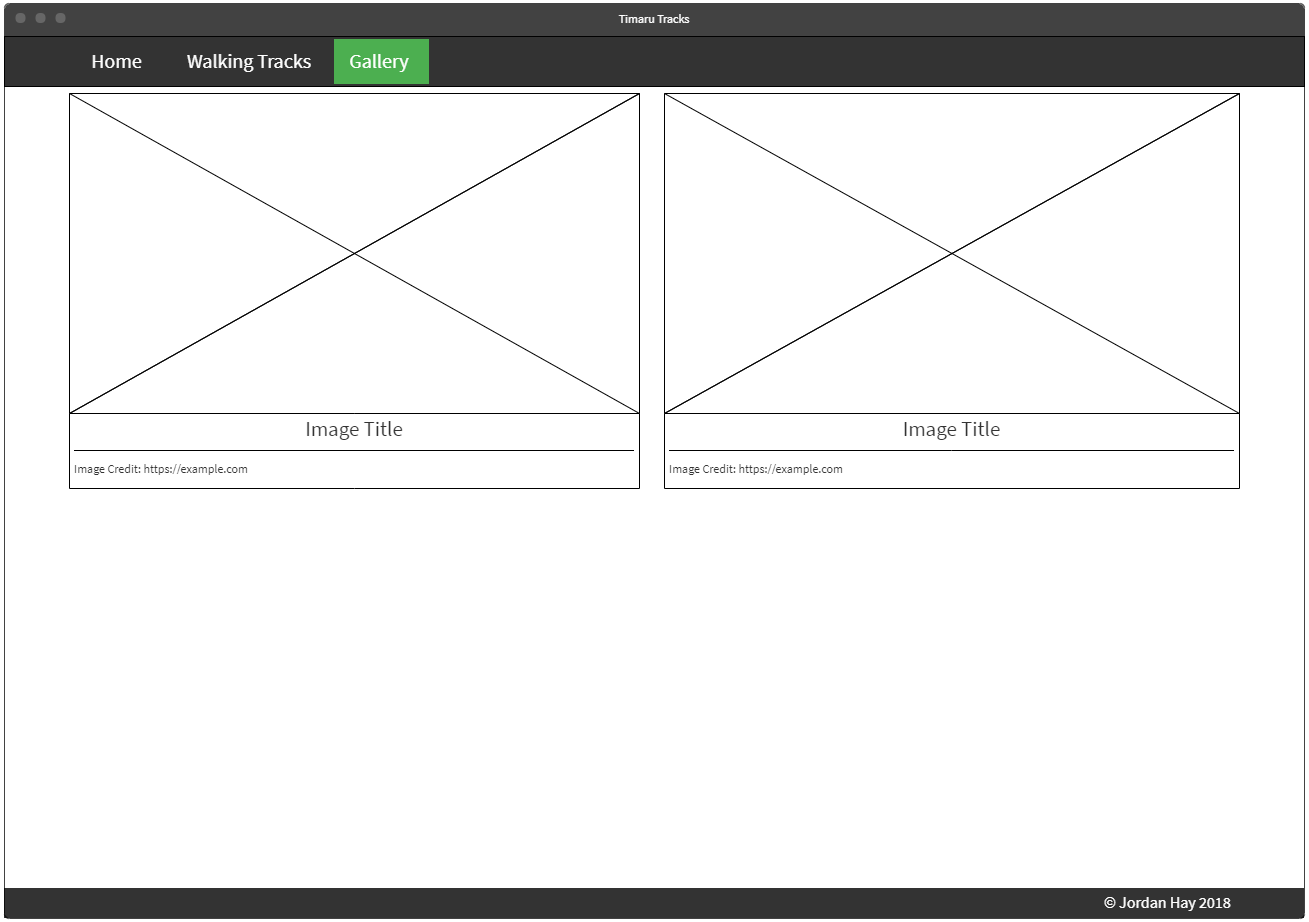 Timaru Tracks
Home Walking Tracks Gallery
Image Title
Image Credit: https://example.com
Image Title
Image Credit: https://example.com
© Jordan Hay 2018